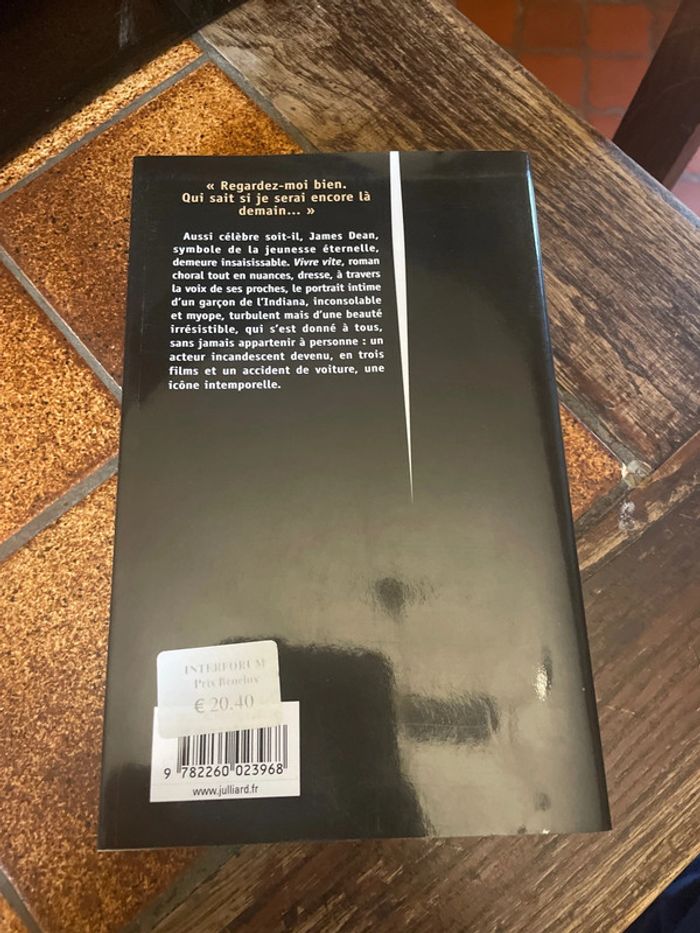 « Regardez-moi bien.
Qui sait si je serai encore là
demain... »
Aussi célèbre soit-il, James Dean,
symbole de la jeunesse éternelle,
demeure insaisissable. Vivre vite, roman
choral tout en nuances, dresse, à travers
la voix de ses proches, le portrait intime
d'un garçon de l'Indiana, inconsolable
et myope, turbulent mais d'une beauté
irrésistible, qui s'est donné à tous,
sans jamais appartenir à personne : un
acteur incandescent devenu, en trois
films et un accident de voiture, une
icône intemporelle.
INTERFORUM
Prix Benelux
€ 20.40
9 782260 023968
www.julliard.fr